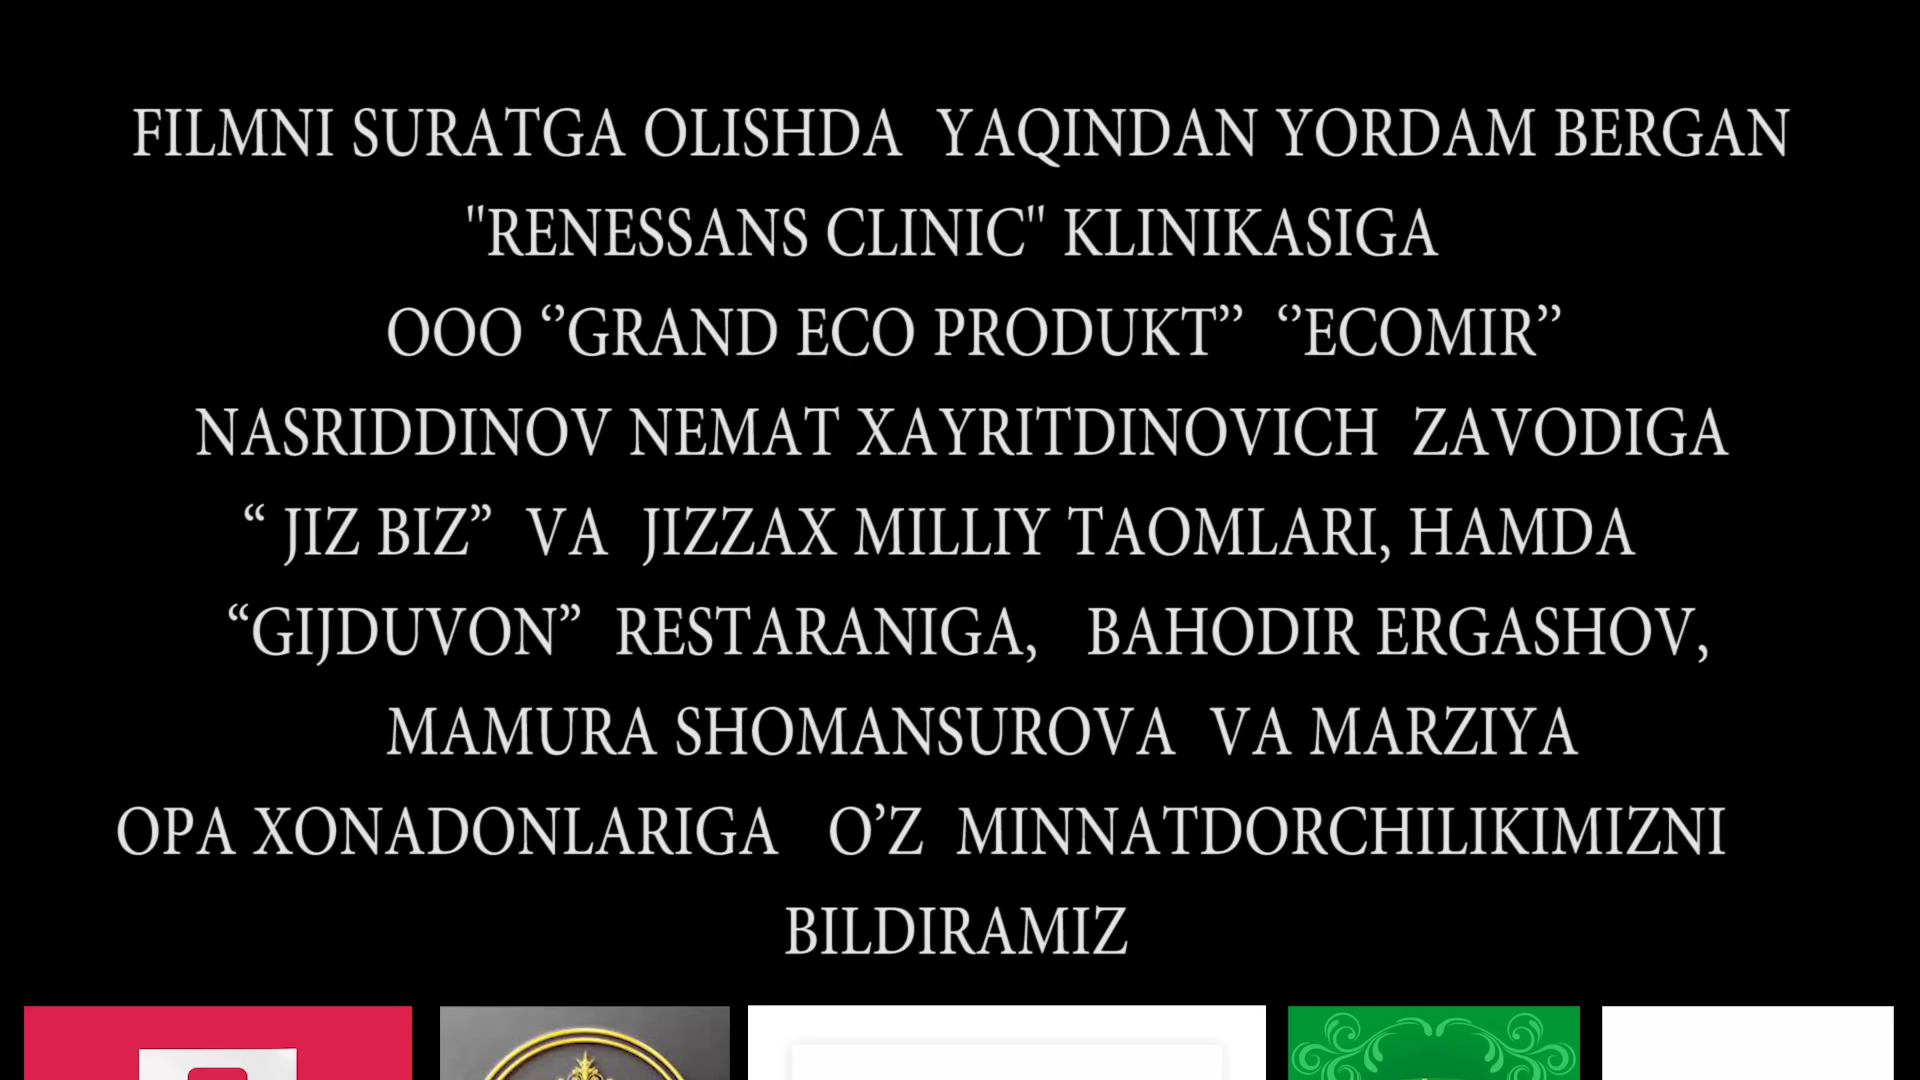 FILMNI SURATGA OLISHDA YAQINDAN YORDAM BERGAN
"RENESSANS CLINIC" KLINIKASIGA
OOO ‘’GRAND ECO PRODUKT’’ ‘’ECOMIR’’
NASRIDDINOV NEMAT XAYRITDINOVICH ZAVODIGA
“ JIZ BIZ” VA JIZZAX MILLIY TAOMLARI, HAMDA
“GIJDUVON” RESTARANIGA, BAHODIR ERGASHOV,
MAMURA SHOMANSUROVA VA MARZIYA
OPA XONADONLARIGA O’Z MINNATDORCHILIKIMIZNI
BILDIRAMIZ